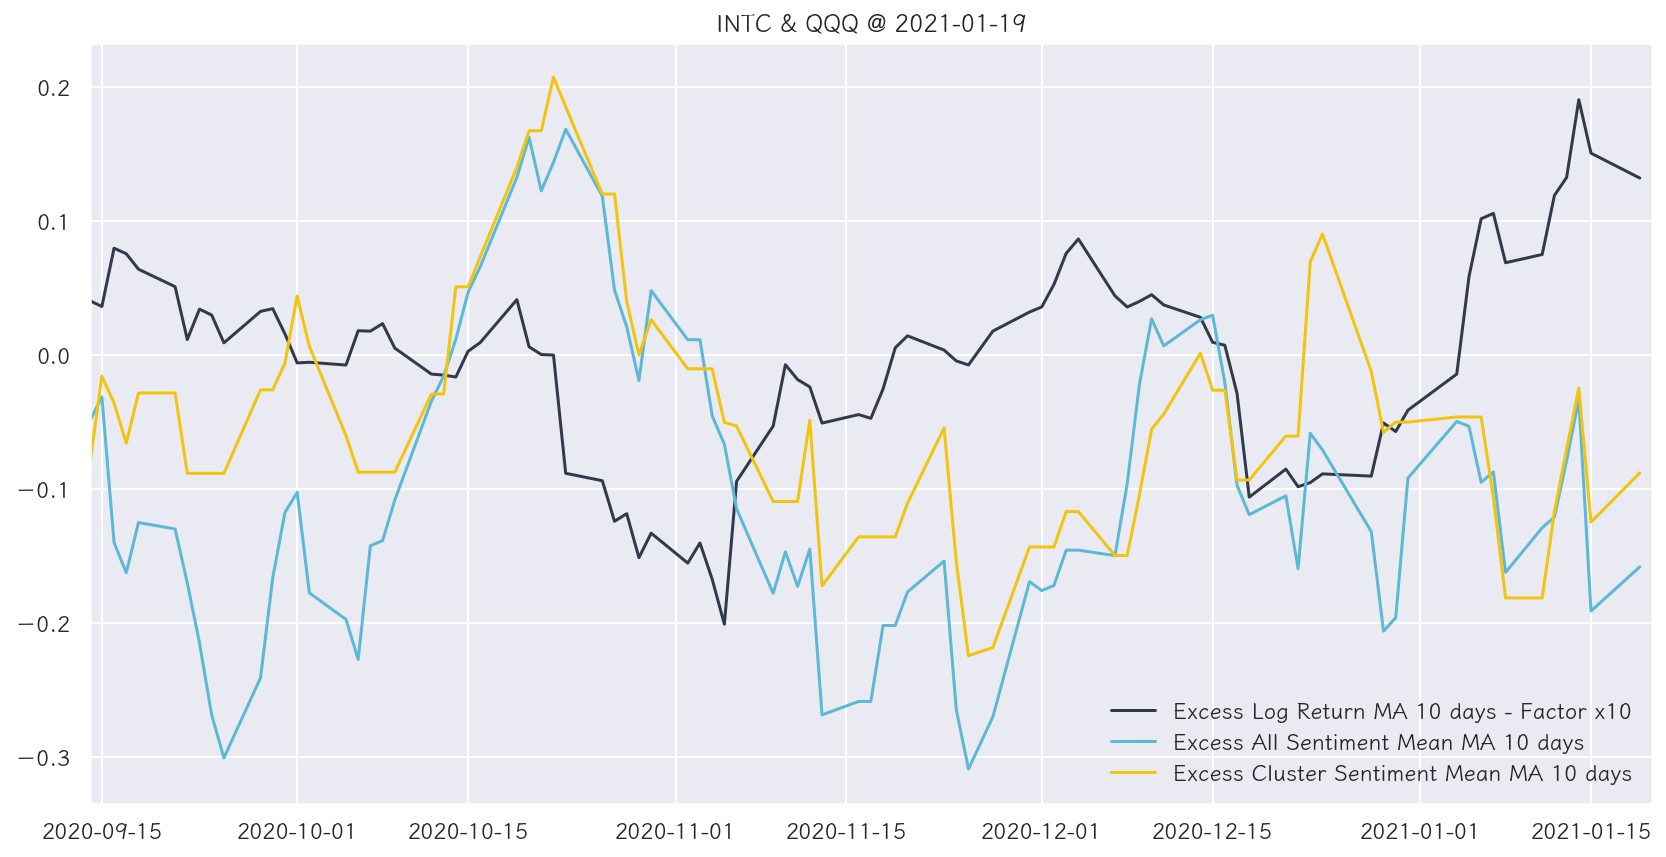 INTC & QQQ @ 2021-01-19
0.2
0.1
0.0
−0.1
−0.2
−0.3
Excess Log Return MA 10 days - Factor x10
Excess All Sentiment Mean MA 10 days
Excess Cluster Sentiment Mean MA 10 days
2020-09-15 2020-10-01 2020-10-15 2020-11-01 2020-11-15 2020-12-01 2020-12-15 2021-01-01 2021-01-15